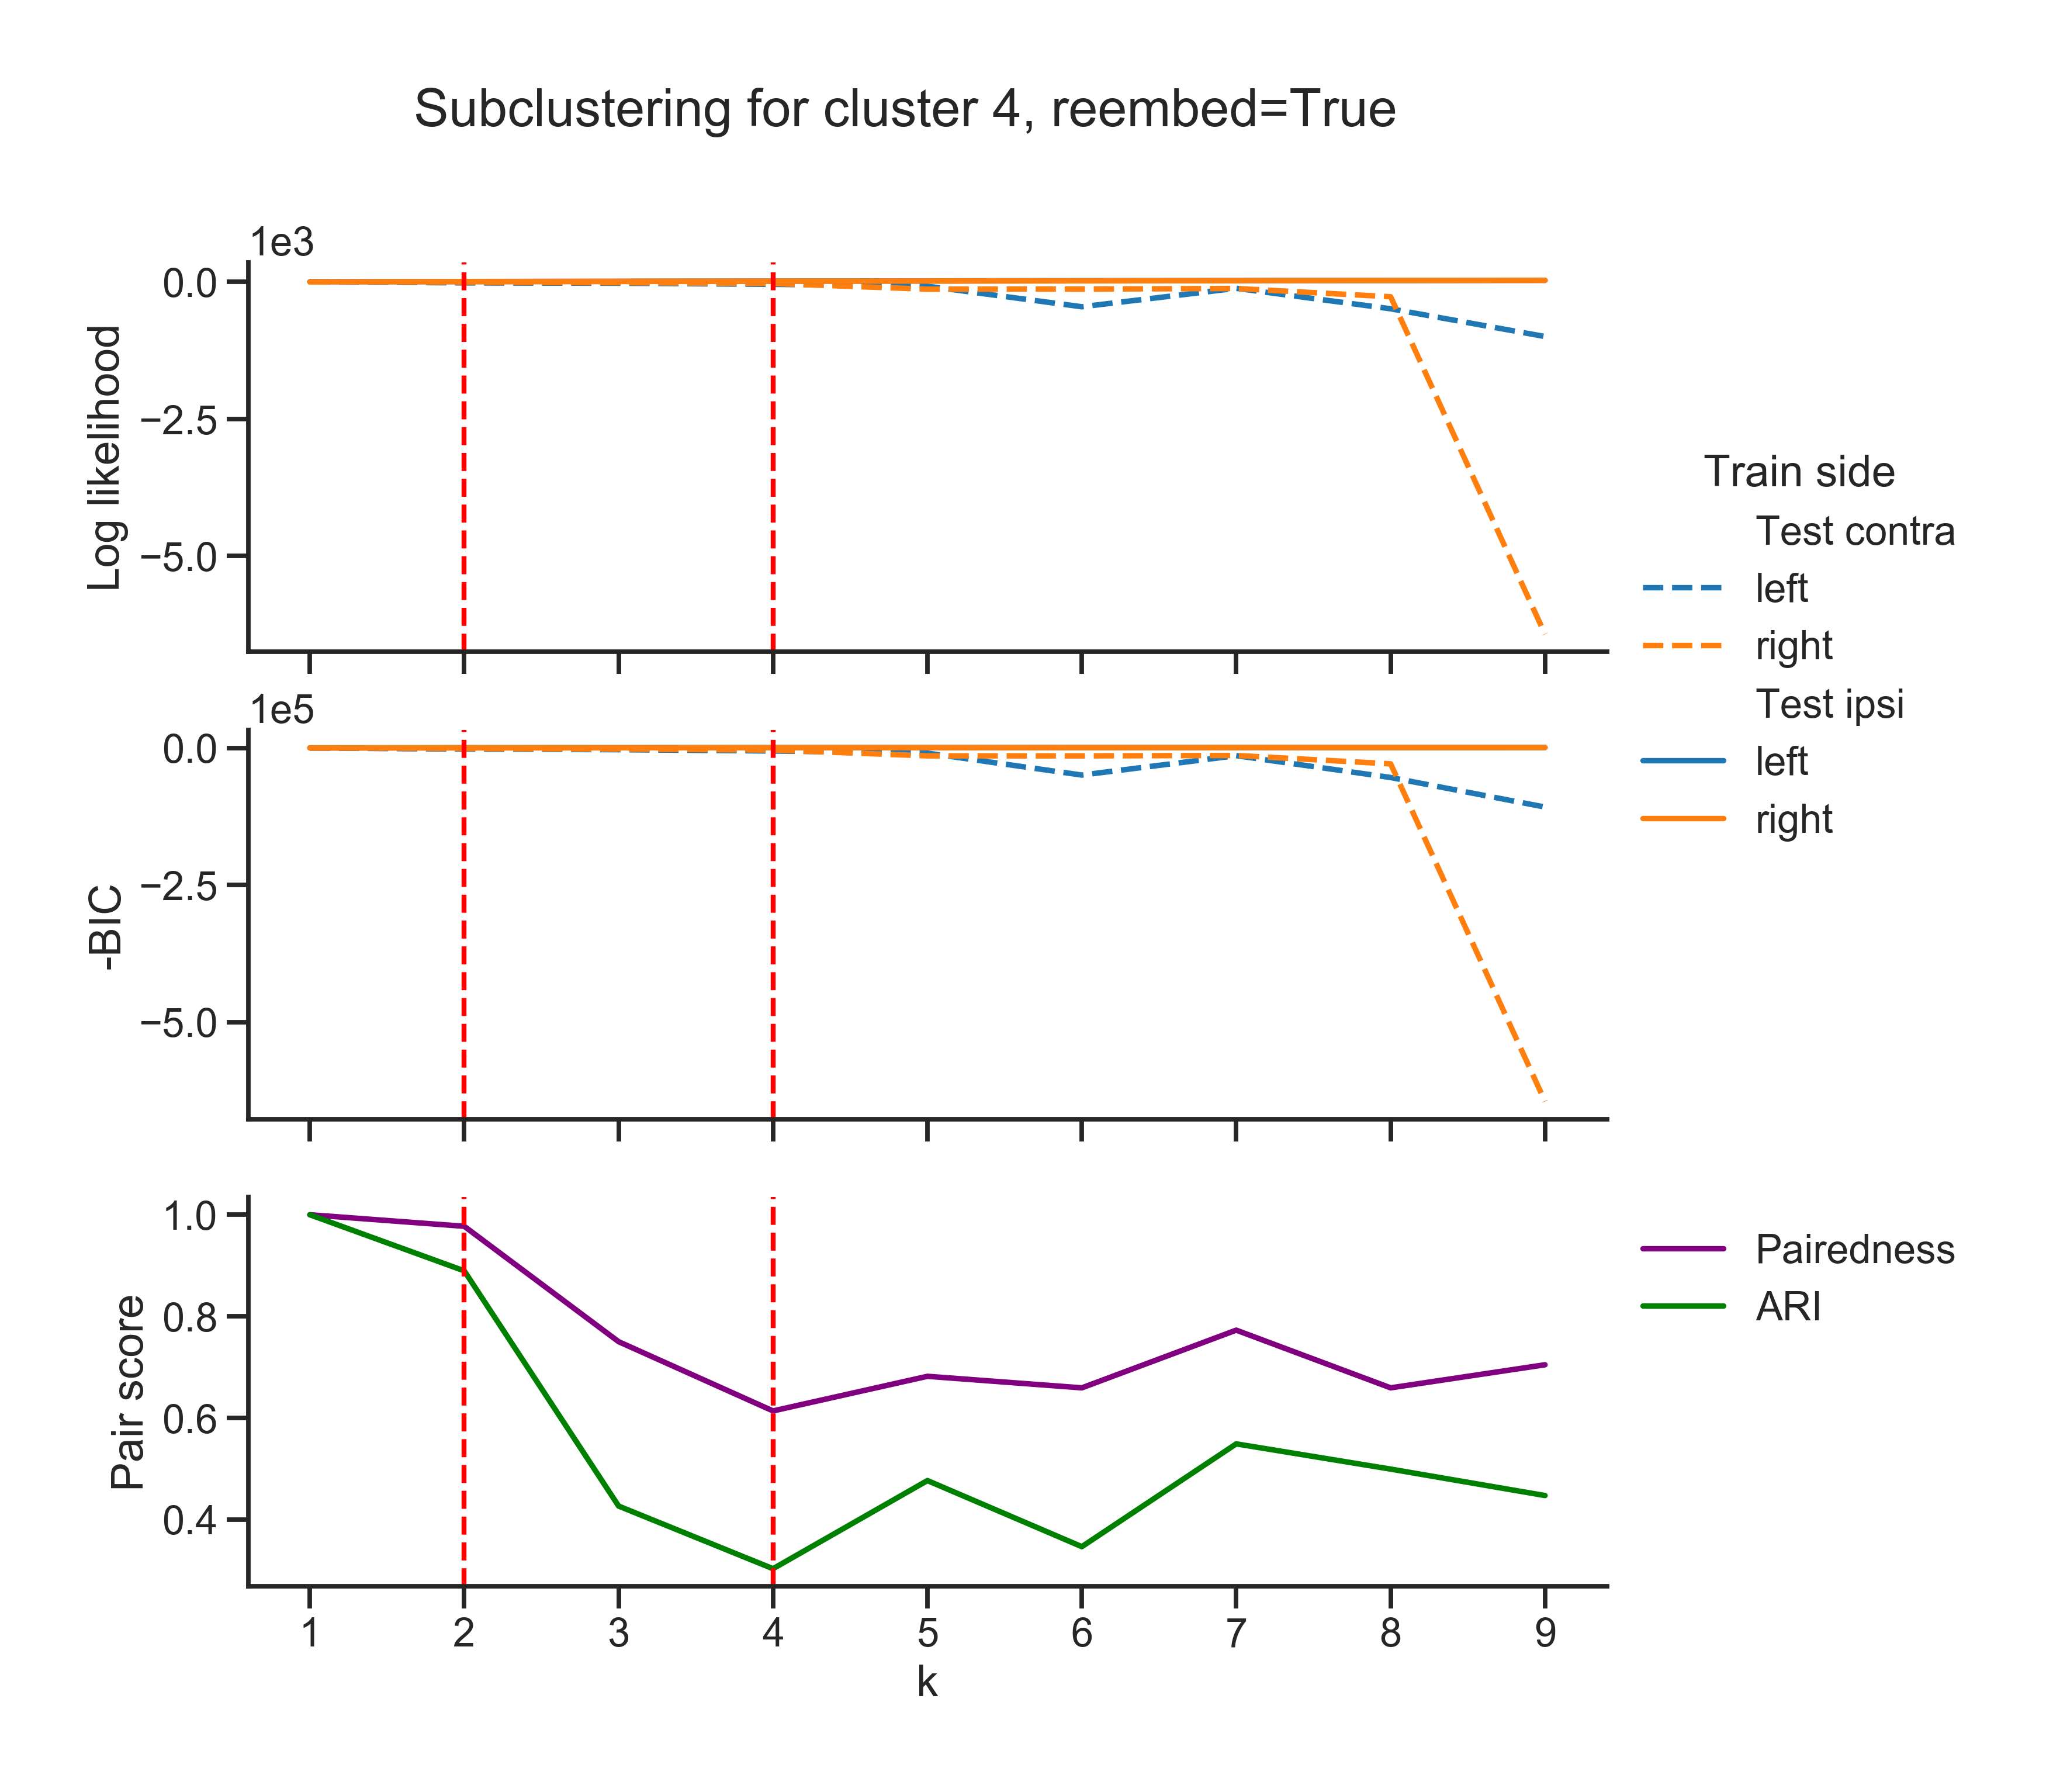 Subclustering for cluster 4, reembed=True
1e3
0.0
−2.5
−5.0
Log likelihood
1e5
0.0
−2.5
−5.0
-BIC
Train side
Test contra
left
right
Test ipsi
left
right
1.0
0.8
0.6
0.4
Pair score
Pairedness
ARI
1 2 3 4 5 6 7 8 9
k